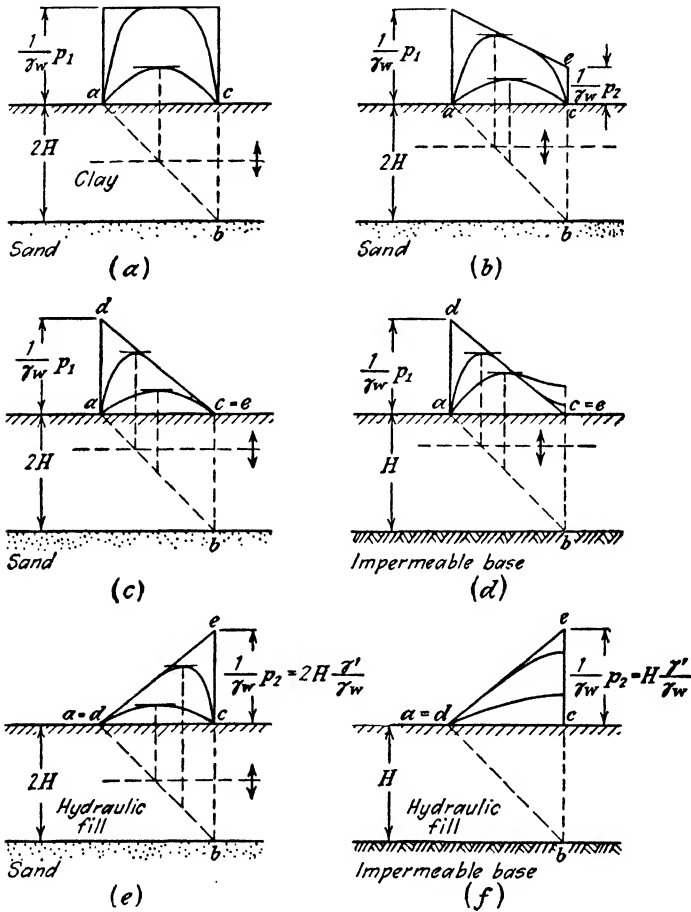 1/γw p1
a
c
2H
Clay
b
Sand
(a)
1/γw p1
e
1/γw p2
a
c
2H
b
Sand
(b)
d
1/γw p1
a
c = e
2H
b
Sand
(c)
d
1/γw p1
a
c = e
H
b
Impermeable base
(d)
e
1/γw p2 = 2H γ'/γw
a = d
c
2H
Hydraulic
fill
b
Sand
(e)
e
1/γw p2 = H γ'/γw
a = d
c
H
Hydraulic
fill
b
Impermeable base
(f)